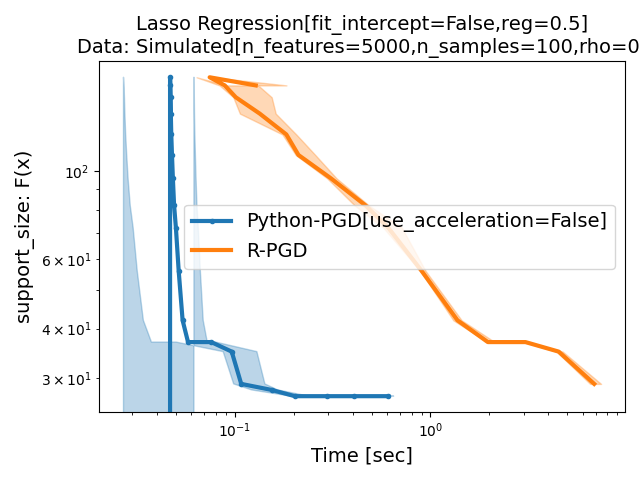 Lasso Regression[fit_intercept=False,reg=0.5]
Data: Simulated[n_features=5000,n_samples=100,rho=0
support_size: F(x)
10²
6 × 10¹
4 × 10¹
3 × 10¹
Python-PGD[use_acceleration=False]
R-PGD
10⁻¹
10⁰
Time [sec]